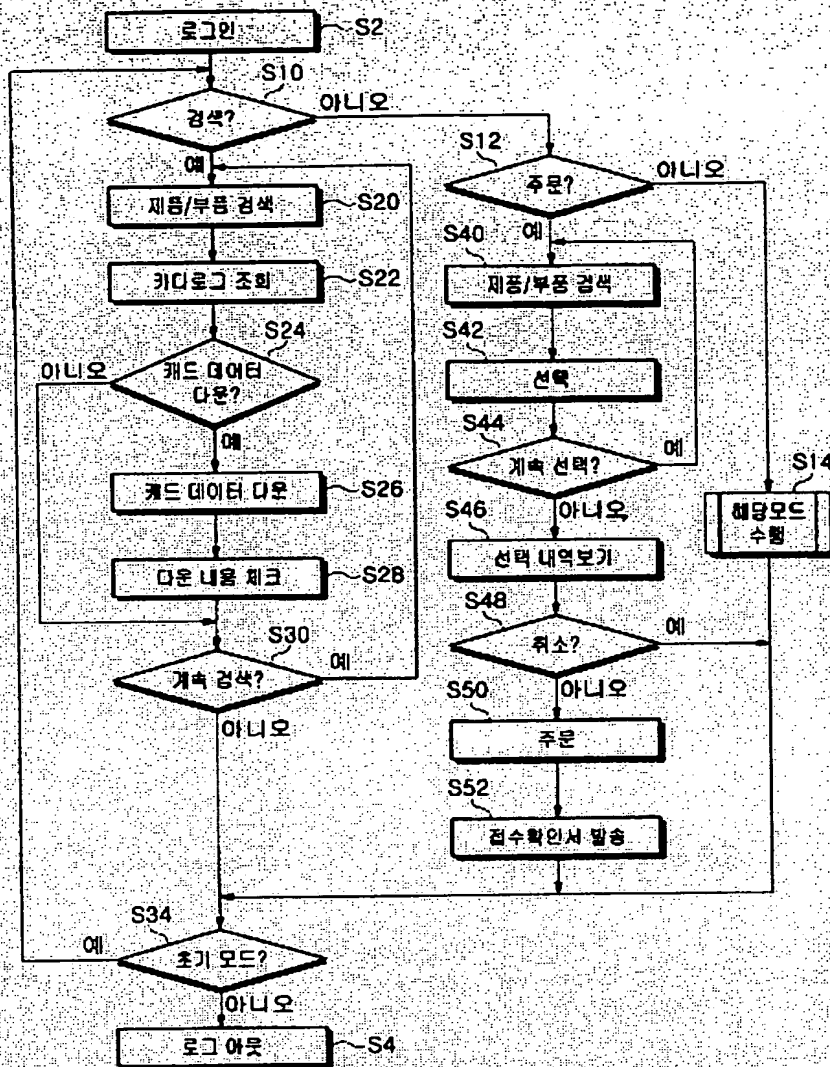 로그인
S2
S10
검색?
아니오
예
S12
주문?
아니오
예
제품/부품 검색
S20
S40
제품/부품 검색
카다로그 조회
S22
S42
선택
S24
캐드 데이터
다운?
아니오
예
S44
계속 선택?
예
아니오
S14
해당모드
수행
캐드 데이터 다운
S26
S46
선택 내역보기
다운 내용 체크
S28
S48
취소?
예
아니오
S30
계속 검색?
예
아니오
S50
주문
S52
접수확인서 발송
S34
초기 모드?
예
아니오
로그 아웃
S4